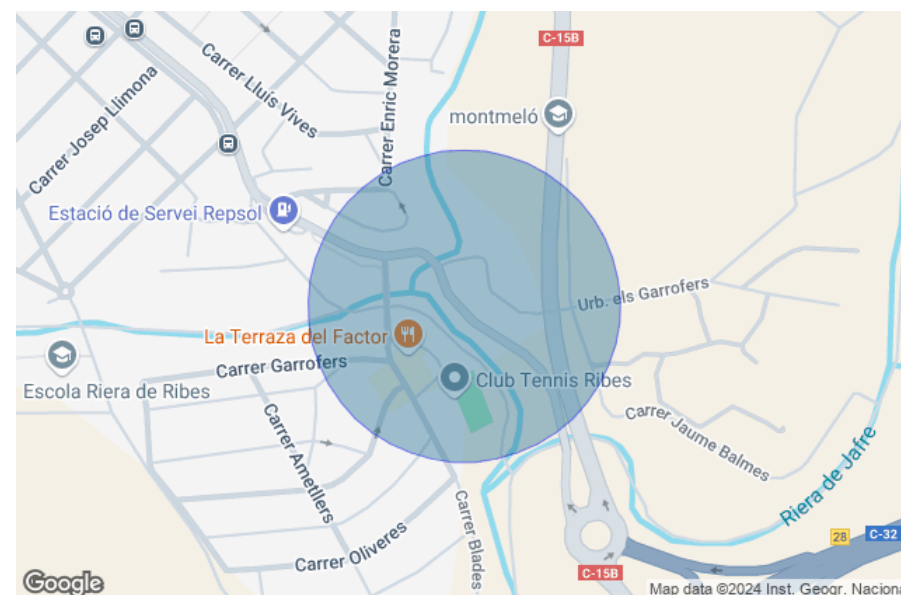 C-15B
Carrer Lluís Vives
Carrer Enric Morera
Carrer Josep Llimona
montmeló
Estació de Servei Repsol
Urb. els Garrofers
La Terraza del Factor
Carrer Garrofers
Club Tennis Ribes
Escola Riera de Ribes
Carrer Ametllers
Carrer Jaume Balmes
Riera de Jafre
Carrer Blades
Carrer Oliveres
28
C-32
C-15B
Google
Map data ©2024 Inst. Geogr. Naciona